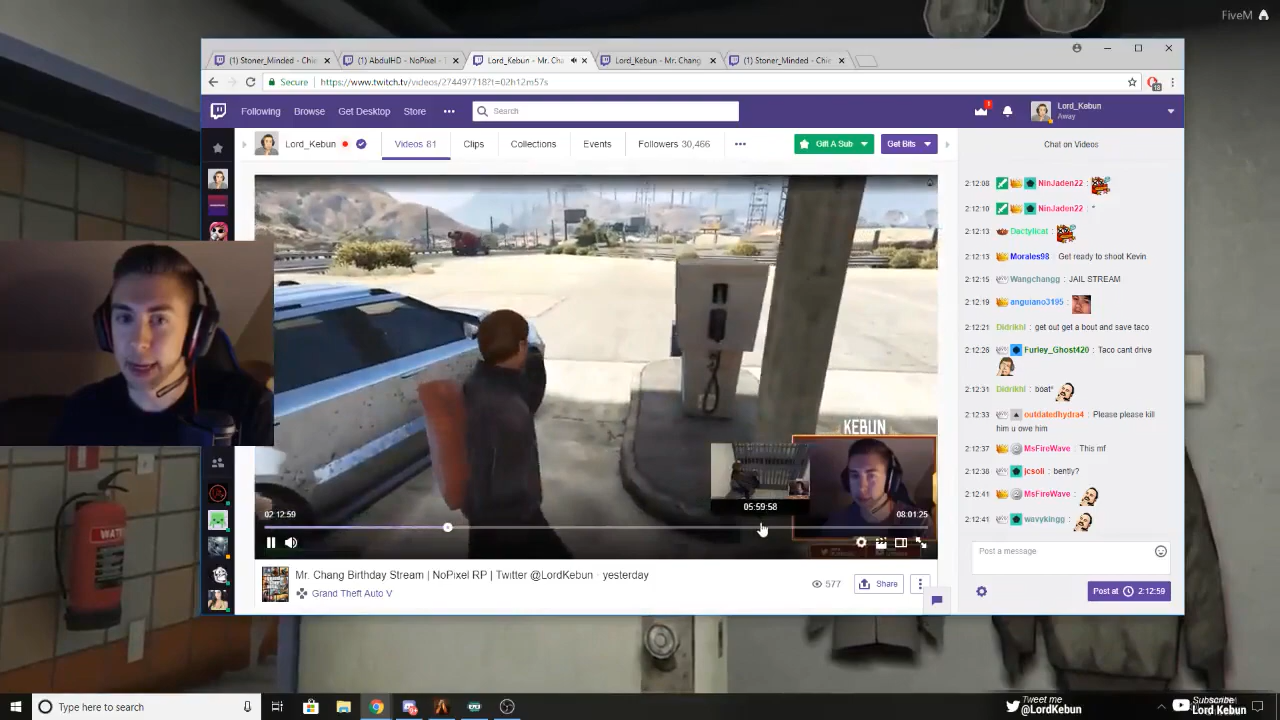 FiveM
(1) Stoner_Minded - Chie
(1) AbdulHD - NoPixel - T
Lord_Kebun - Mr. Cha
Lord_Kebun - Mr. Chang
(1) Stoner_Minded - Chie
Secure
https://www.twitch.tv/videos/274497718?t=02h12m57s
Following
Browse
Get Desktop
Store
Search
Lord_Kebun
Away
Lord_Kebun
Videos 81
Clips
Collections
Events
Followers 30,466
Gift A Sub
Get Bits
Chat on Videos
2:12:08 NinJaden22 :
2:12:10 NinJaden22 : *
2:12:13 Dactylicat :
2:12:13 Morales98 : Get ready to shoot Kevin
2:12:15 Wangchangg : JAIL STREAM
2:12:19 anguiano3195 :
2:12:21 Didrikhl : get out get a bout and save taco
2:12:26 Furley_Ghost420 : Taco cant drive
2:12:31 Didrikhl : boat*
2:12:33 outdatedhydra4 : Please please kill
him u owe him
2:12:37 MsFireWave : This mf
2:12:38 jcsoli : bently?
2:12:41 MsFireWave :
2:12:41 wavykingg :
KEBUN
05:59:58
02:12:59
08:01:25
Mr. Chang Birthday Stream | NoPixel RP | Twitter @LordKebun · yesterday
Grand Theft Auto V
577
Share
Post a message
Post at 2:12:59
Type here to search
Tweet me
@LordKebun
Subscribe
Lord Kebun